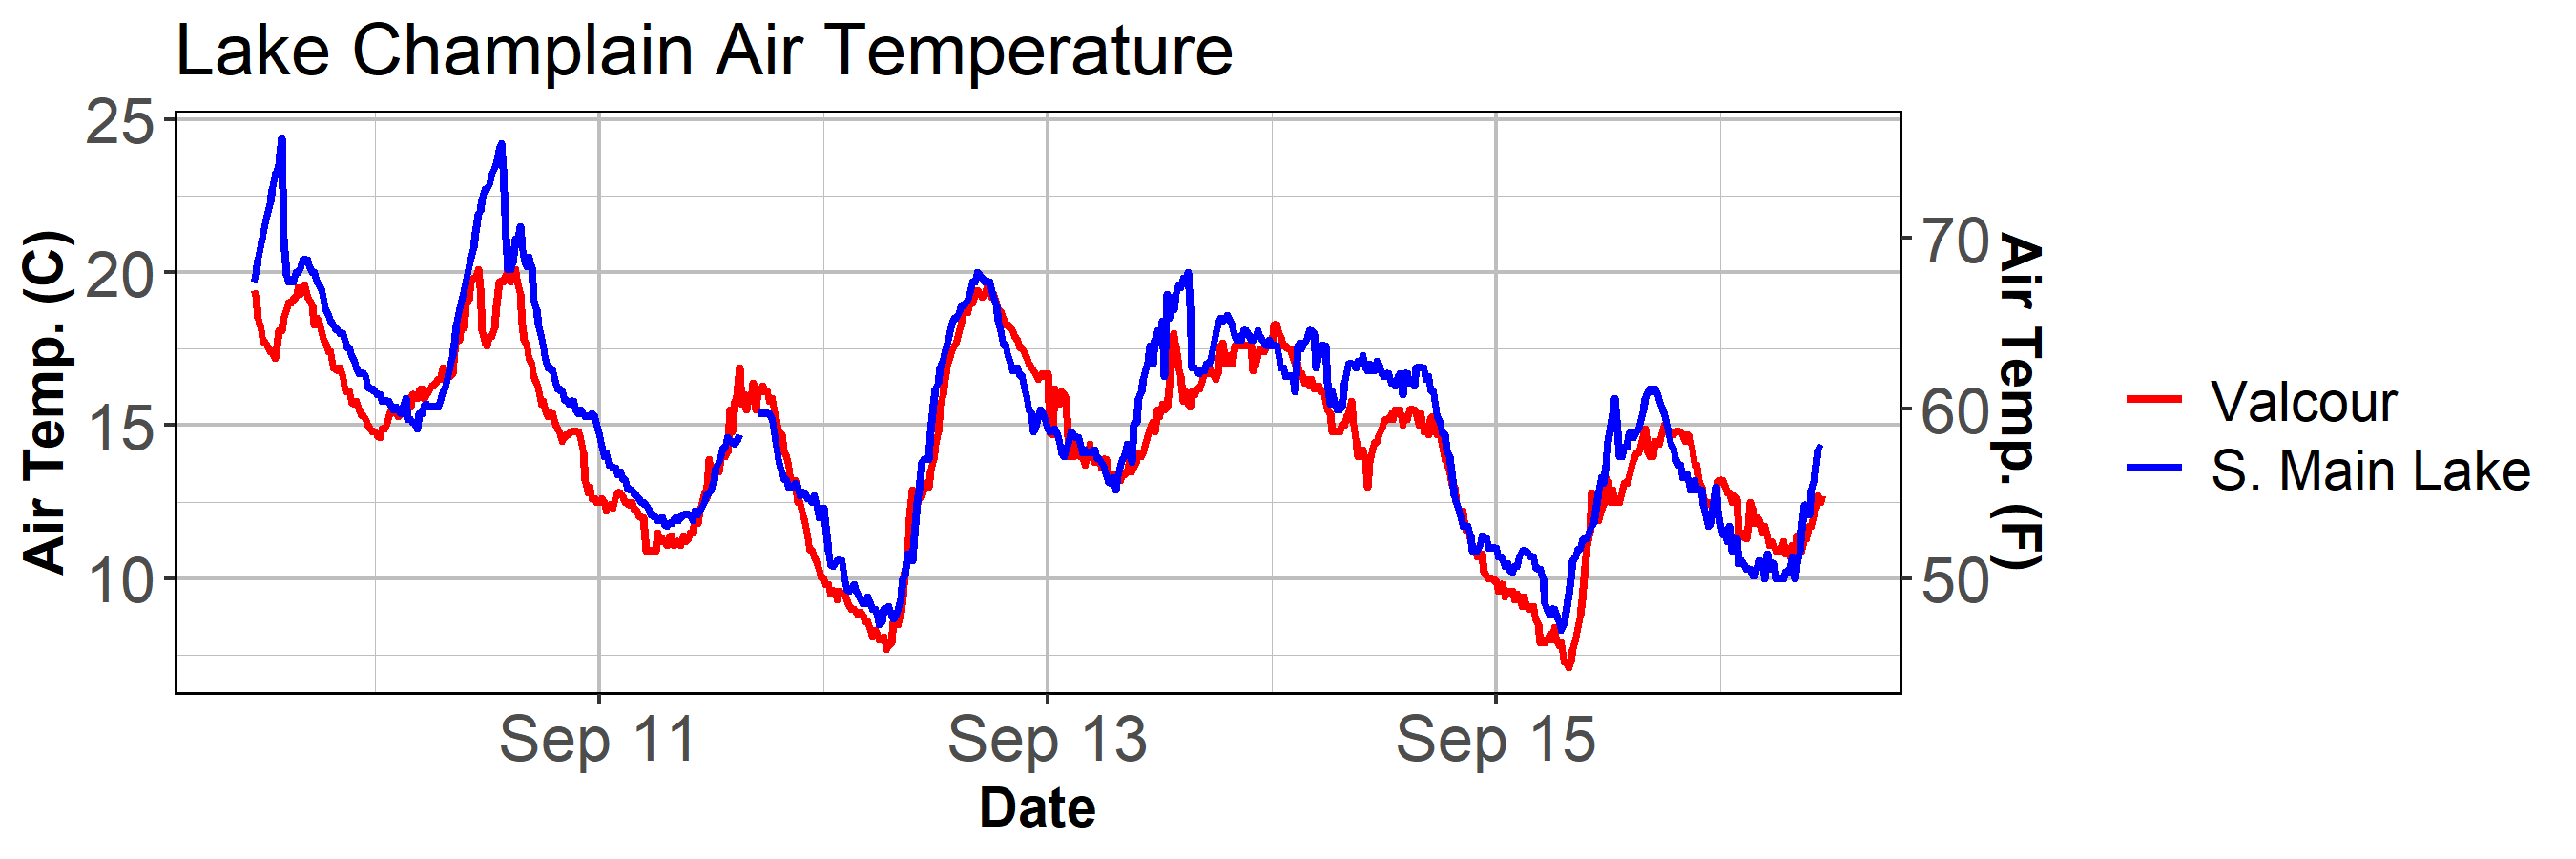 Lake Champlain Air Temperature
Air Temp. (C)
25
20
15
10
70
60
50
Air Temp. (F)
Sep 11
Sep 13
Sep 15
Date
Valcour
S. Main Lake